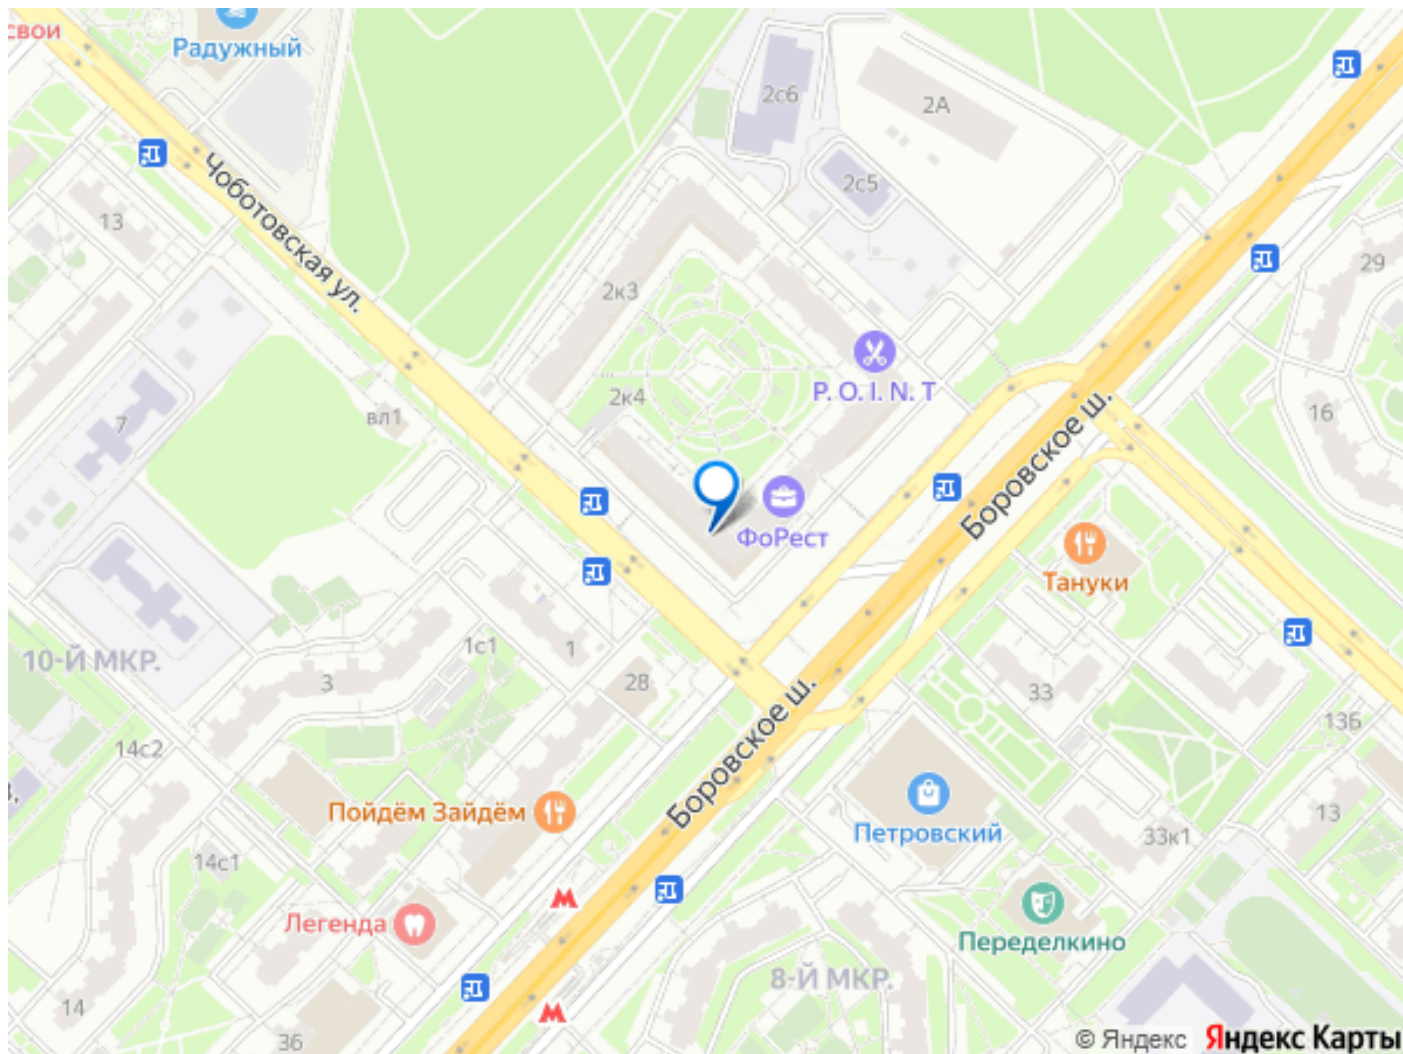 свои
Радужный
2с6
2А
Чоботовская ул.
2с5
13
29
2к3
P. O. I. N. T
2к4
вл1
16
7
Боровское ш.
ФоРест
Тануки
1с1
1
10-Й МКР.
3
2В
33
Боровское ш.
13Б
14с2
Пойдём Зайдём
Петровский
13
33к1
14с1
Легенда
Переделкино
8-Й МКР.
14
36
© Яндекс Яндекс Карты